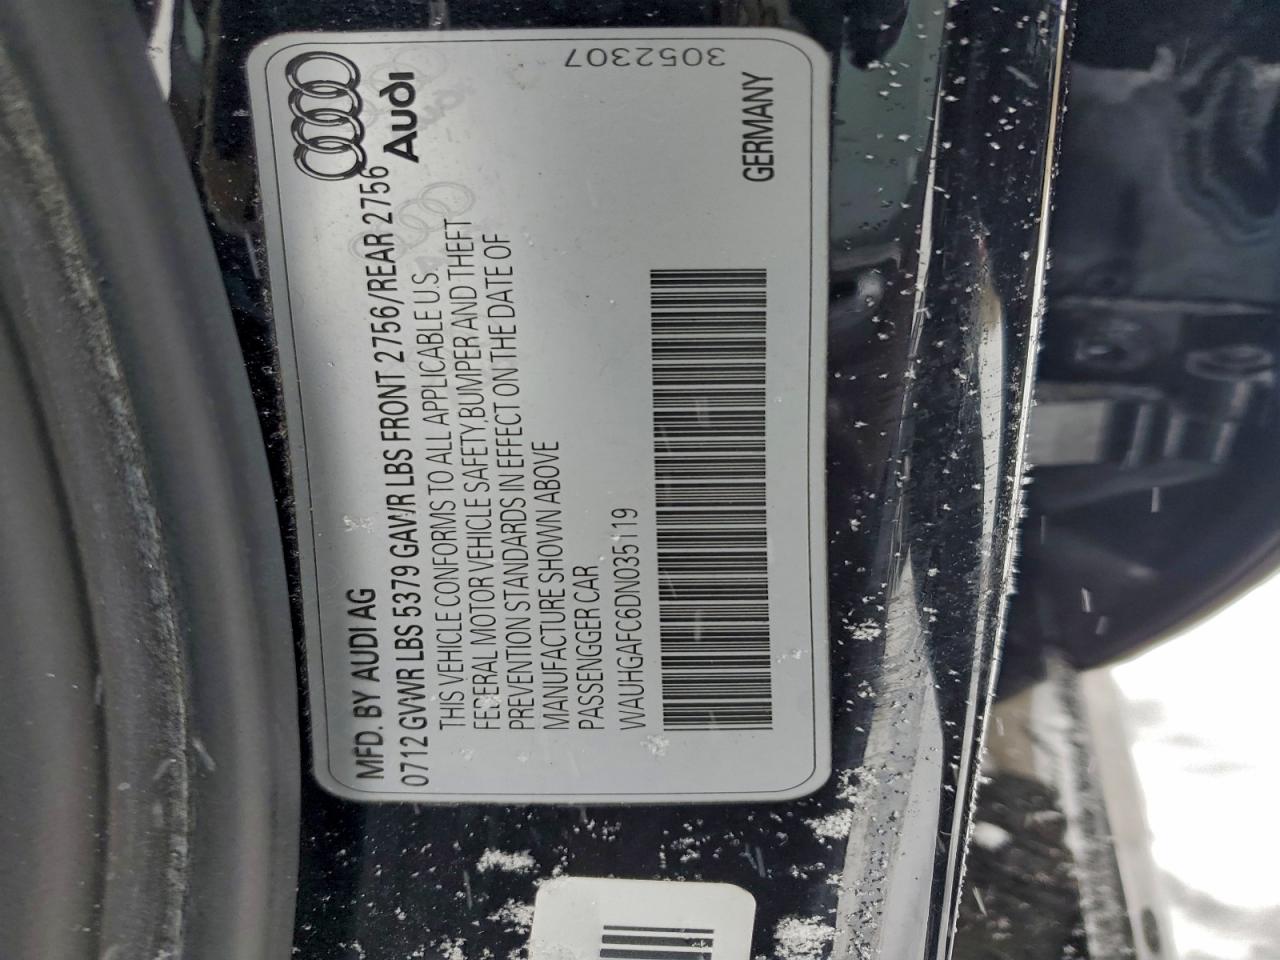 AUDI
MFD. BY AUDI AG
0712 GVWR LBS 5379 GAWR LBS FRONT 2756/REAR 2756
THIS VEHICLE CONFORMS TO ALL APPLICABLE U.S.
FEDERAL MOTOR VEHICLE SAFETY, BUMPER AND THEFT
PREVENTION STANDARDS IN EFFECT ON THE DATE OF
MANUFACTURE SHOWN ABOVE
PASSENGGER CAR
WAUHGAFC6DN035119
GERMANY
3052307